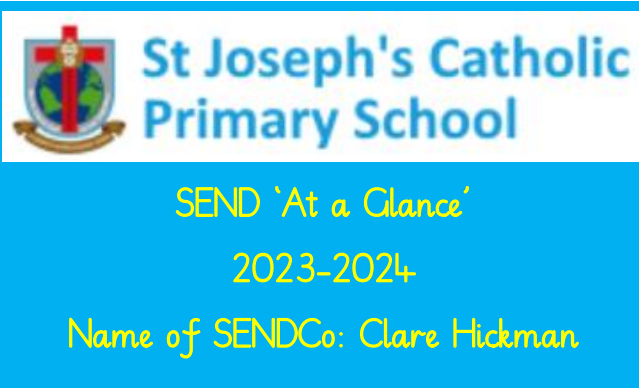 St Joseph's Catholic
Primary School
SEND ‘At a Glance’
2023-2024
Name of SENDCo: Clare Hickman